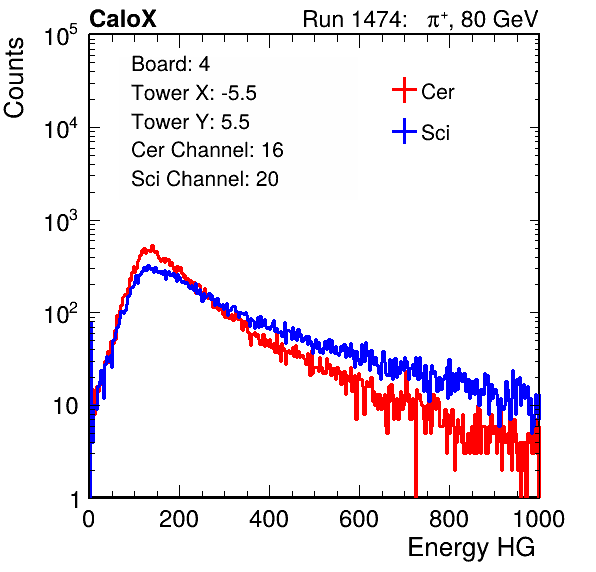 CaloX Run 1474: π⁺, 80 GeV
Counts
Board: 4
Tower X: -5.5
Tower Y: 5.5
Cer Channel: 16
Sci Channel: 20
Cer
Sci
10⁵
10⁴
10³
10²
10
1
0 200 400 600 800 1000
Energy HG